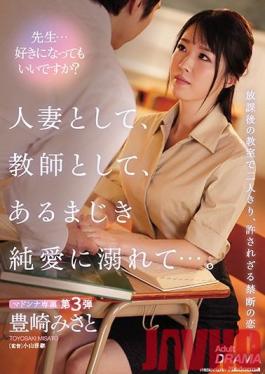 先生…
好きになっても
いいですか?
人妻として、
教師として、
あるまじき
純愛に溺れて…。
放課後の教室で二人きり、許されざる禁断の恋
マドンナ専属 第3弾
豊崎みさと
TOYOSAKI MISATO
Adult
DRAMA